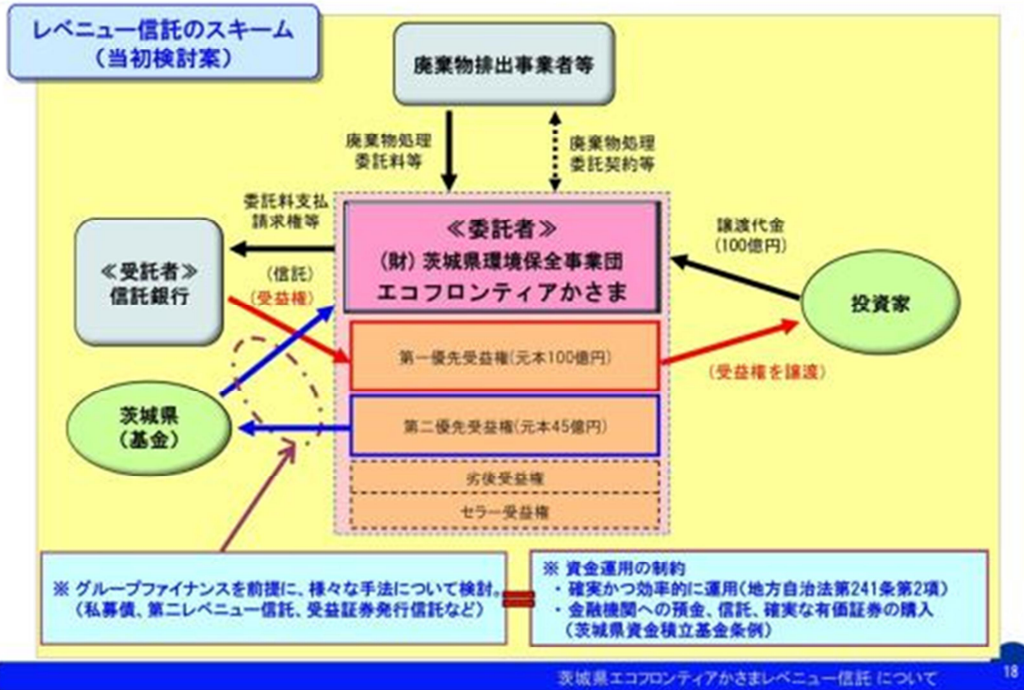 レベニュー信託のスキーム
(当初検討案)
廃棄物排出事業者等
廃棄物処理
委託料等
廃棄物処理
委託契約等
委託料支払
請求権等
≪委託者≫
(財)茨城県環境保全事業団
エコフロンティアかさま
譲渡代金
(100億円)
≪受託者≫
信託銀行
(信託)
(受益権)
投資家
第一優先受益権(元本100億円)
(受益権を譲渡)
茨城県
(基金)
第二優先受益権(元本45億円)
劣後受益権
セラー受益権
※ グループファイナンスを前提に、様々な手法について検討。
(私募債、第二レベニュー信託、受益証券発行信託など)
※ 資金運用の制約
・確実かつ効率的に運用(地方自治法第241条第2項)
・金融機関への預金、信託、確実な有価証券の購入
(茨城県資金積立基金条例)
茨城県エコフロンティアかさまレベニュー信託 について
18